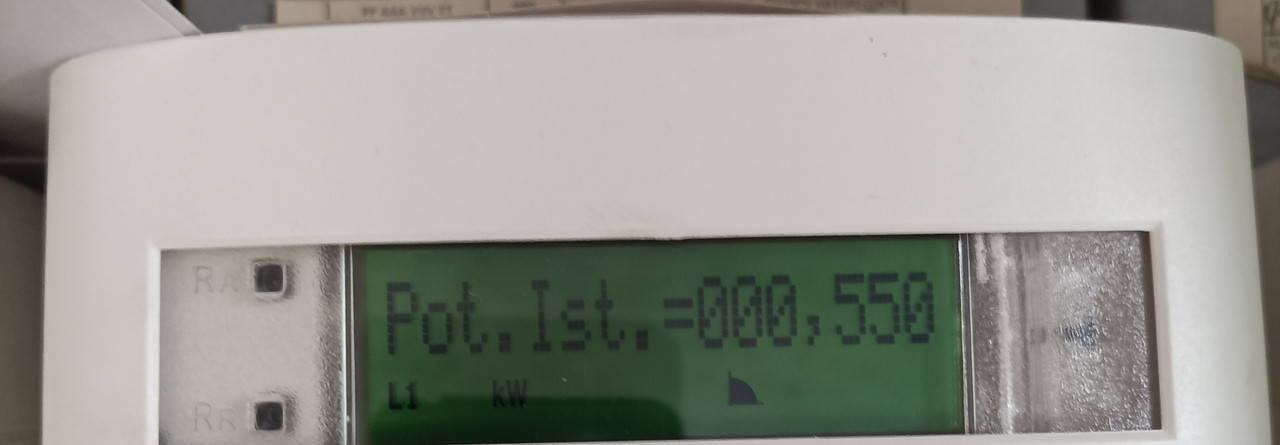 RA
Pot.Ist.=000,550
RR
L1 kW